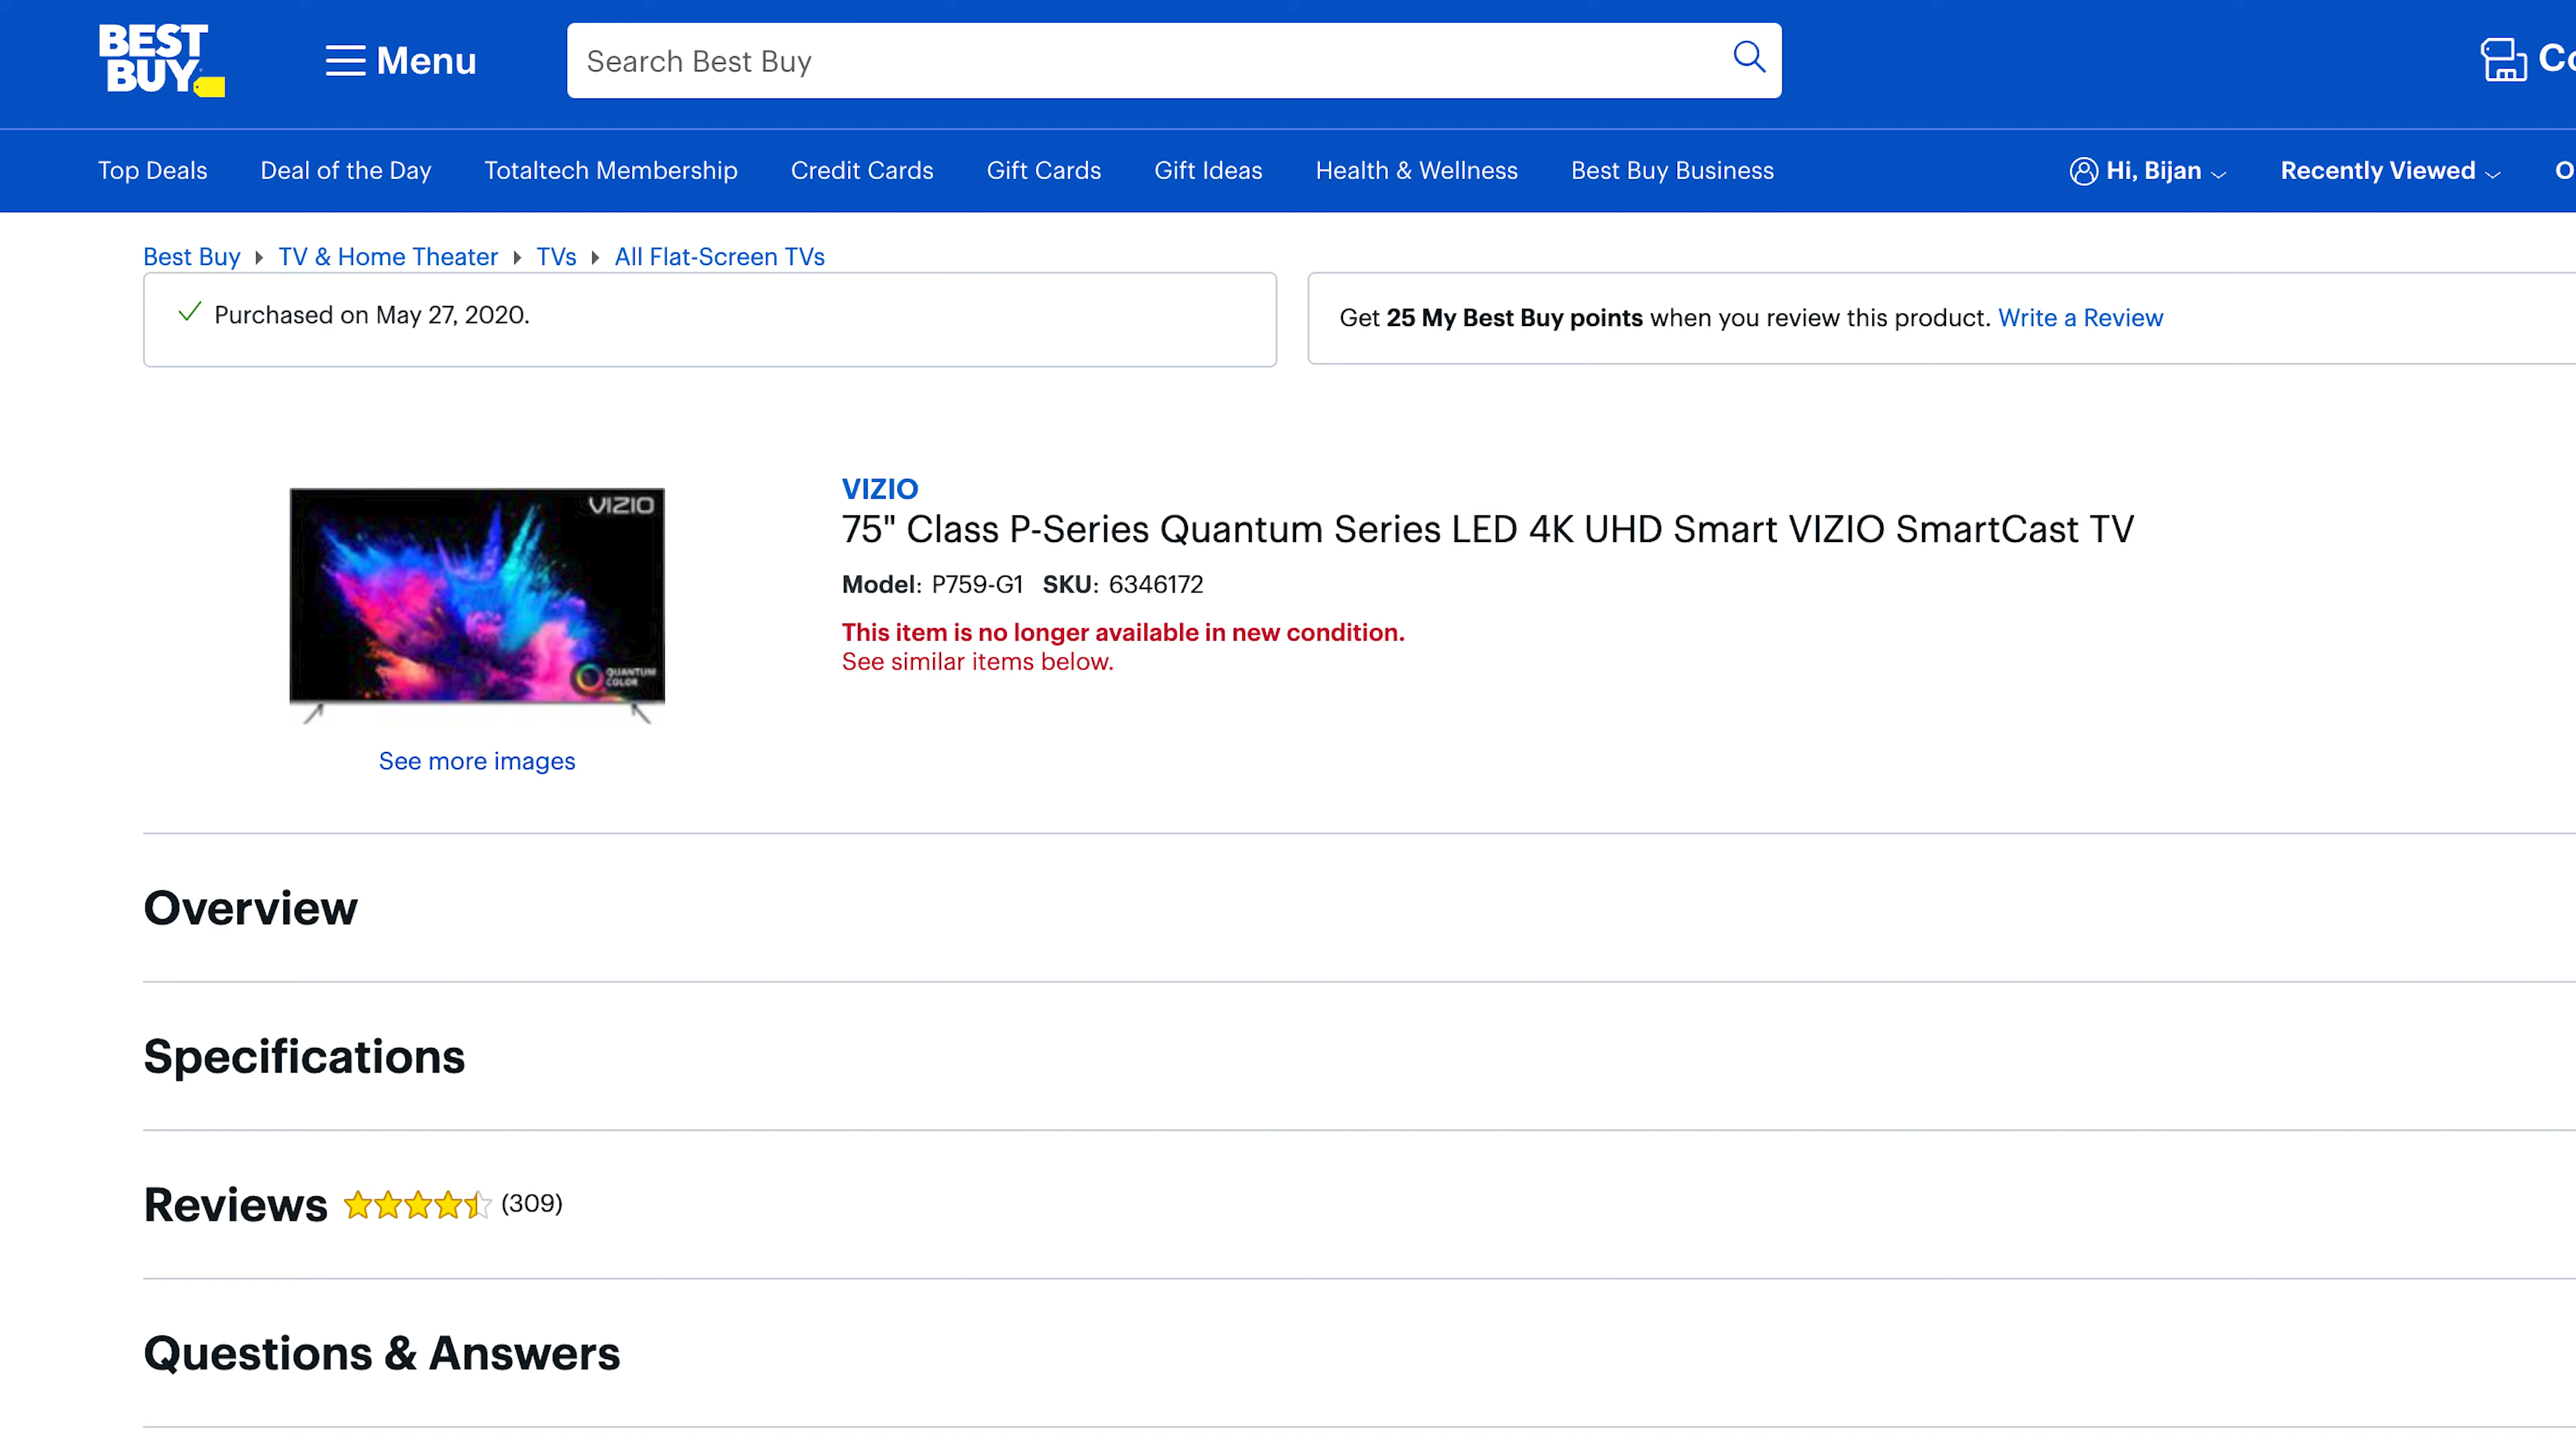 BEST
BUY
Menu
Search Best Buy
Top Deals
Deal of the Day
Totaltech Membership
Credit Cards
Gift Cards
Gift Ideas
Health & Wellness
Best Buy Business
Hi, Bijan
Recently Viewed
Best Buy
TV & Home Theater
TVs
All Flat-Screen TVs
Purchased on May 27, 2020.
Get 25 My Best Buy points when you review this product. Write a Review
VIZIO
QUANTUM
COLOR
See more images
VIZIO
75" Class P-Series Quantum Series LED 4K UHD Smart VIZIO SmartCast TV
Model: P759-G1 SKU: 6346172
This item is no longer available in new condition.
See similar items below.
Overview
Specifications
Reviews (309)
Questions & Answers